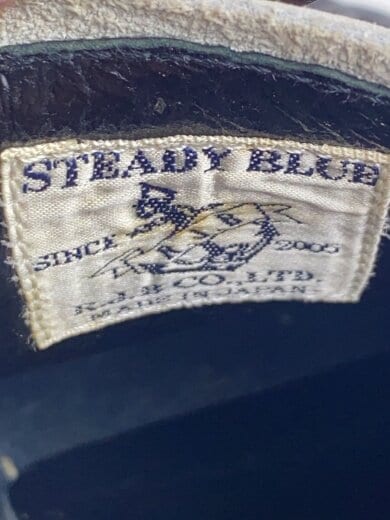 STEADY BLUE
SINCE 2005
R.J.B CO., LTD.
MADE IN JAPAN